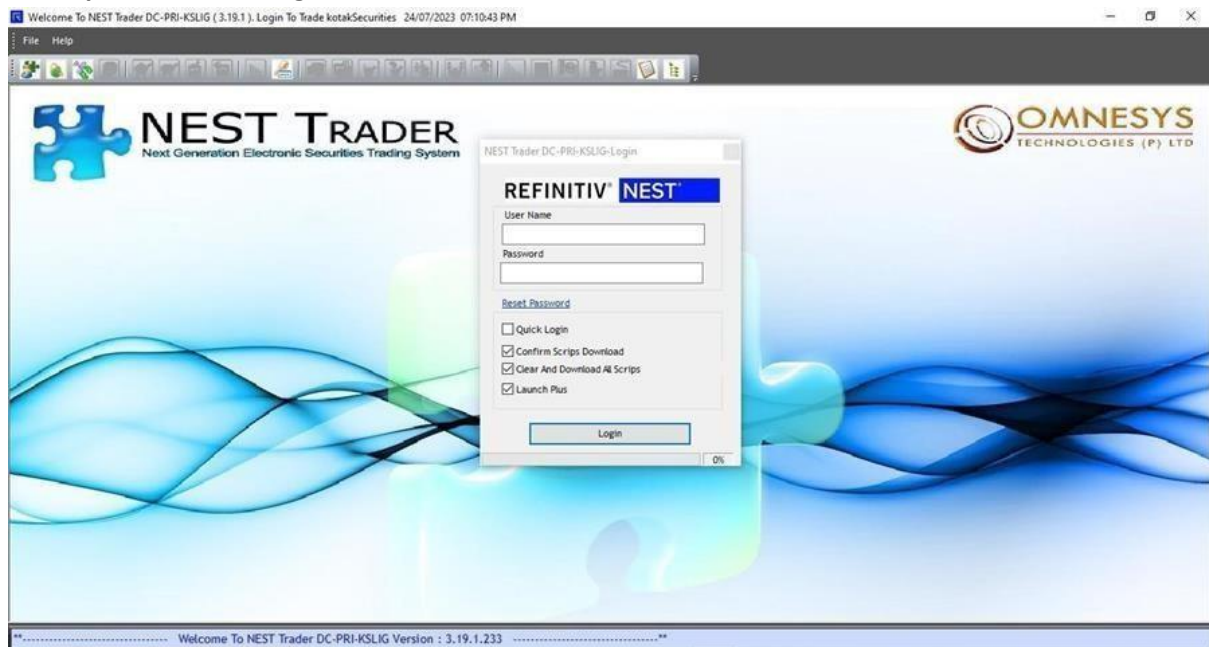 Welcome To NEST Trader DC-PRI-KSLIG ( 3.19.1 ). Login To Trade kotakSecurities 24/07/2023 07:10:43 PM
File Help
NEST TRADER
Next Generation Electronic Securities Trading System
OMNESYS
TECHNOLOGIES (P) LTD
NEST Trader DC-PRI-KSLIG-Login
REFINITIV® NEST®
User Name
Password
Reset Password
Quick Login
Confirm Scrips Download
Clear And Download All Scrips
Launch Plus
Login
0%
**---------------------------------- Welcome To NEST Trader DC-PRI-KSLIG Version : 3.19.1.233 ----------------------------------**